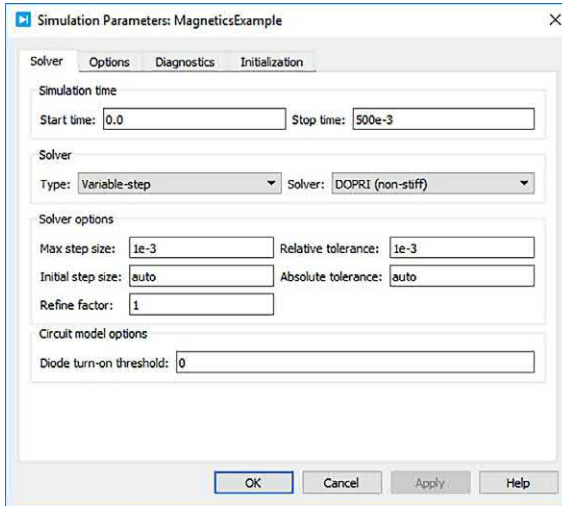 Simulation Parameters: MagneticsExample
Solver Options Diagnostics Initialization
Simulation time
Start time: 0.0 Stop time: 500e-3
Solver
Type: Variable-step Solver: DOPRI (non-stiff)
Solver options
Max step size: 1e-3 Relative tolerance: 1e-3
Initial step size: auto Absolute tolerance: auto
Refine factor: 1
Circuit model options
Diode turn-on threshold: 0
OK Cancel Apply Help